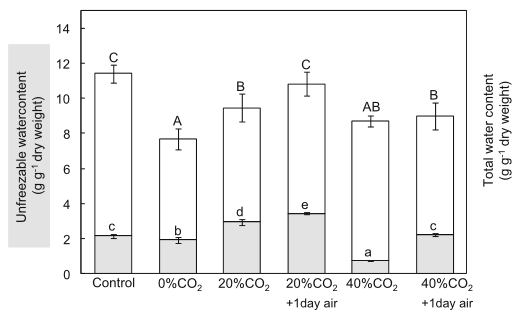 Unfreezable watercontent
(g g-1 dry weight)
14
12
10
8
6
4
2
0
C
A
B
C
AB
B
c
b
d
e
a
c
Control
0%CO2
20%CO2
20%CO2
+1day air
40%CO2
40%CO2
+1day air
Total water content
(g g-1 dry weight)